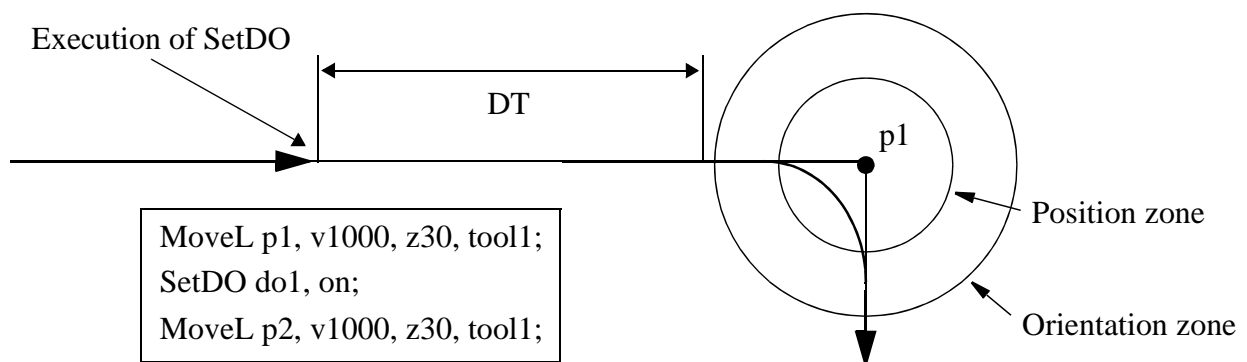 Execution of SetDO
DT
p1
Position zone
MoveL p1, v1000, z30, tool1;
SetDO do1, on;
MoveL p2, v1000, z30, tool1;
Orientation zone